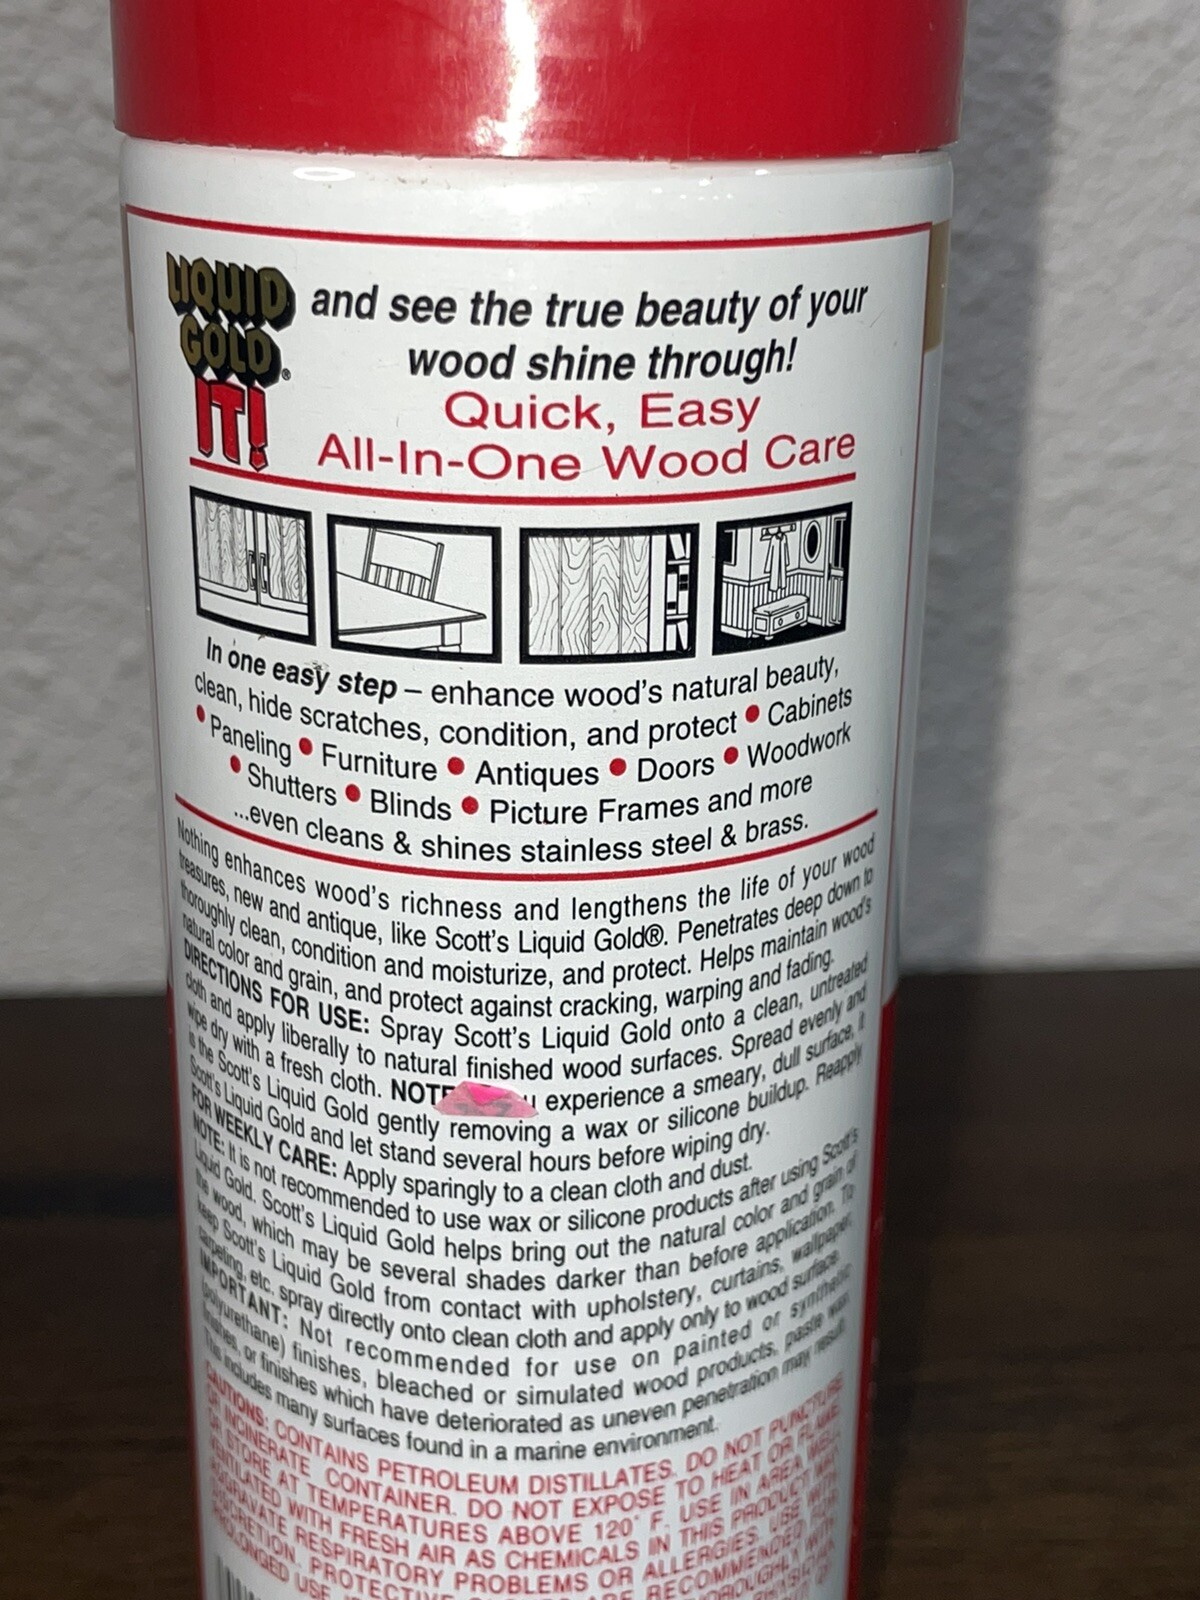 LIQUID
GOLD®
IT!
and see the true beauty of your
wood shine through!
Quick, Easy
All-In-One Wood Care
In one easy step – enhance wood's natural beauty,
clean, hide scratches, condition, and protect • Cabinets
• Paneling • Furniture • Antiques • Doors • Woodwork
• Shutters • Blinds • Picture Frames and more
...even cleans & shines stainless steel & brass.
Nothing enhances wood's richness and lengthens the life of your wood
treasures, new and antique, like Scott's Liquid Gold®. Penetrates deep down to
thoroughly clean, condition and moisturize, and protect. Helps maintain wood's
natural color and grain, and protect against cracking, warping and fading.
DIRECTIONS FOR USE: Spray Scott's Liquid Gold onto a clean, untreated
cloth and apply liberally to natural finished wood surfaces. Spread evenly and
wipe dry with a fresh cloth. NOTE experience a smeary, dull surface, it
is the Scott's Liquid Gold gently removing a wax or silicone buildup. Reapply
Scott's Liquid Gold and let stand several hours before wiping dry.
FOR WEEKLY CARE: Apply sparingly to a clean cloth and dust.
NOTE: It is not recommended to use wax or silicone products after using Scott's
Liquid Gold. Scott's Liquid Gold helps bring out the natural color and grain of
the wood, which may be several shades darker than before application. To
keep Scott's Liquid Gold from contact with upholstery, curtains, wallpaper,
carpeting, etc. spray directly onto clean cloth and apply only to wood surface.
IMPORTANT: Not recommended for use on painted or synthetic
(polyurethane) finishes, bleached or simulated wood products, paste wax
finishes, or finishes which have deteriorated as uneven penetration may result.
This includes many surfaces found in a marine environment.
CAUTIONS: CONTAINS PETROLEUM DISTILLATES. DO NOT PUNCTURE
OR INCINERATE CONTAINER. DO NOT EXPOSE TO HEAT OR FLAME
OR STORE AT TEMPERATURES ABOVE 120° F. USE IN AREA WELL-
VENTILATED WITH FRESH AIR AS CHEMICALS IN THIS PRODUCT MAY
AGGRAVATE RESPIRATORY PROBLEMS OR ALLERGIES. USE WITH
DISCRETION. PROTECTIVE ARE RECOMMENDED FOR
PROLONGED USE.